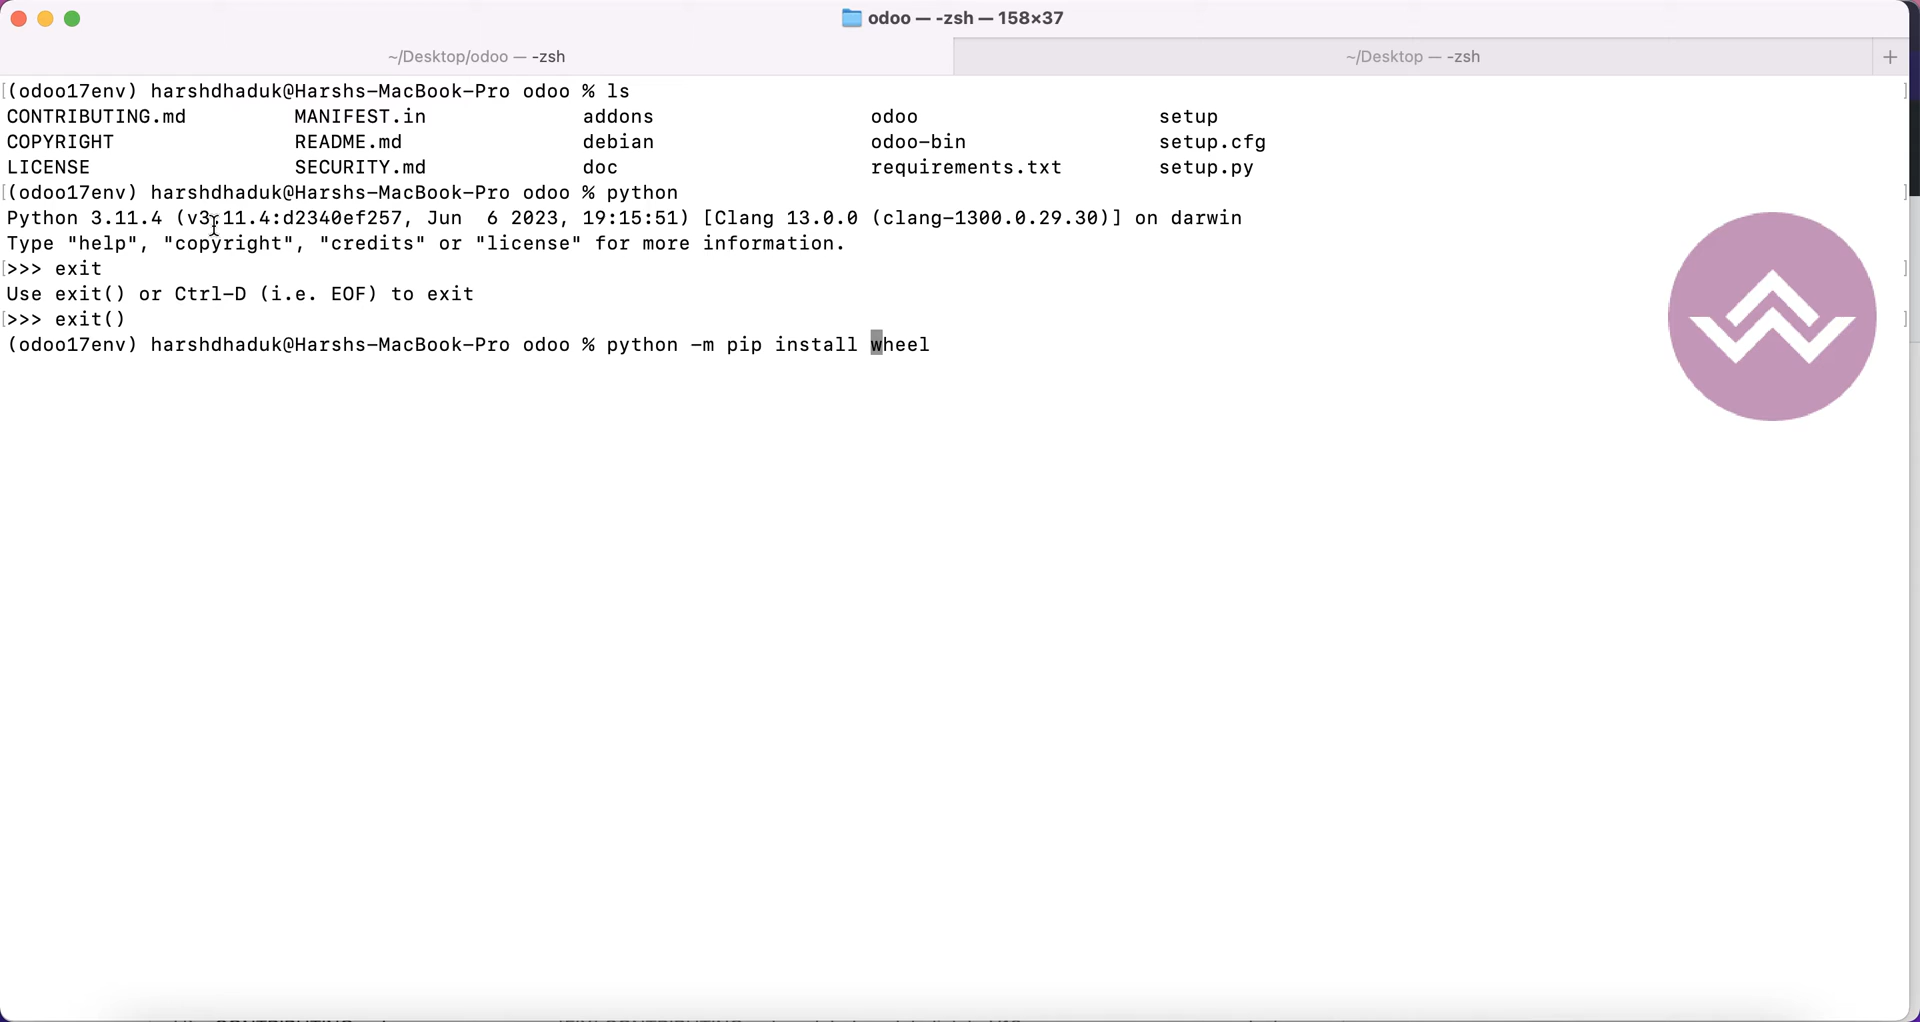 odoo — -zsh — 158×37
~/Desktop/odoo — -zsh ~/Desktop — -zsh +
[(odoo17env) harshdhaduk@Harshs-MacBook-Pro odoo % ls ]
CONTRIBUTING.md MANIFEST.in addons odoo setup
COPYRIGHT README.md debian odoo-bin setup.cfg
LICENSE SECURITY.md doc requirements.txt setup.py
[(odoo17env) harshdhaduk@Harshs-MacBook-Pro odoo % python ]
Python 3.11.4 (v3.11.4:d2340ef257, Jun  6 2023, 19:15:51) [Clang 13.0.0 (clang-1300.0.29.30)] on darwin
Type "help", "copyright", "credits" or "license" for more information.
[>>> exit ]
Use exit() or Ctrl-D (i.e. EOF) to exit
[>>> exit() ]
(odoo17env) harshdhaduk@Harshs-MacBook-Pro odoo % python -m pip install wheel